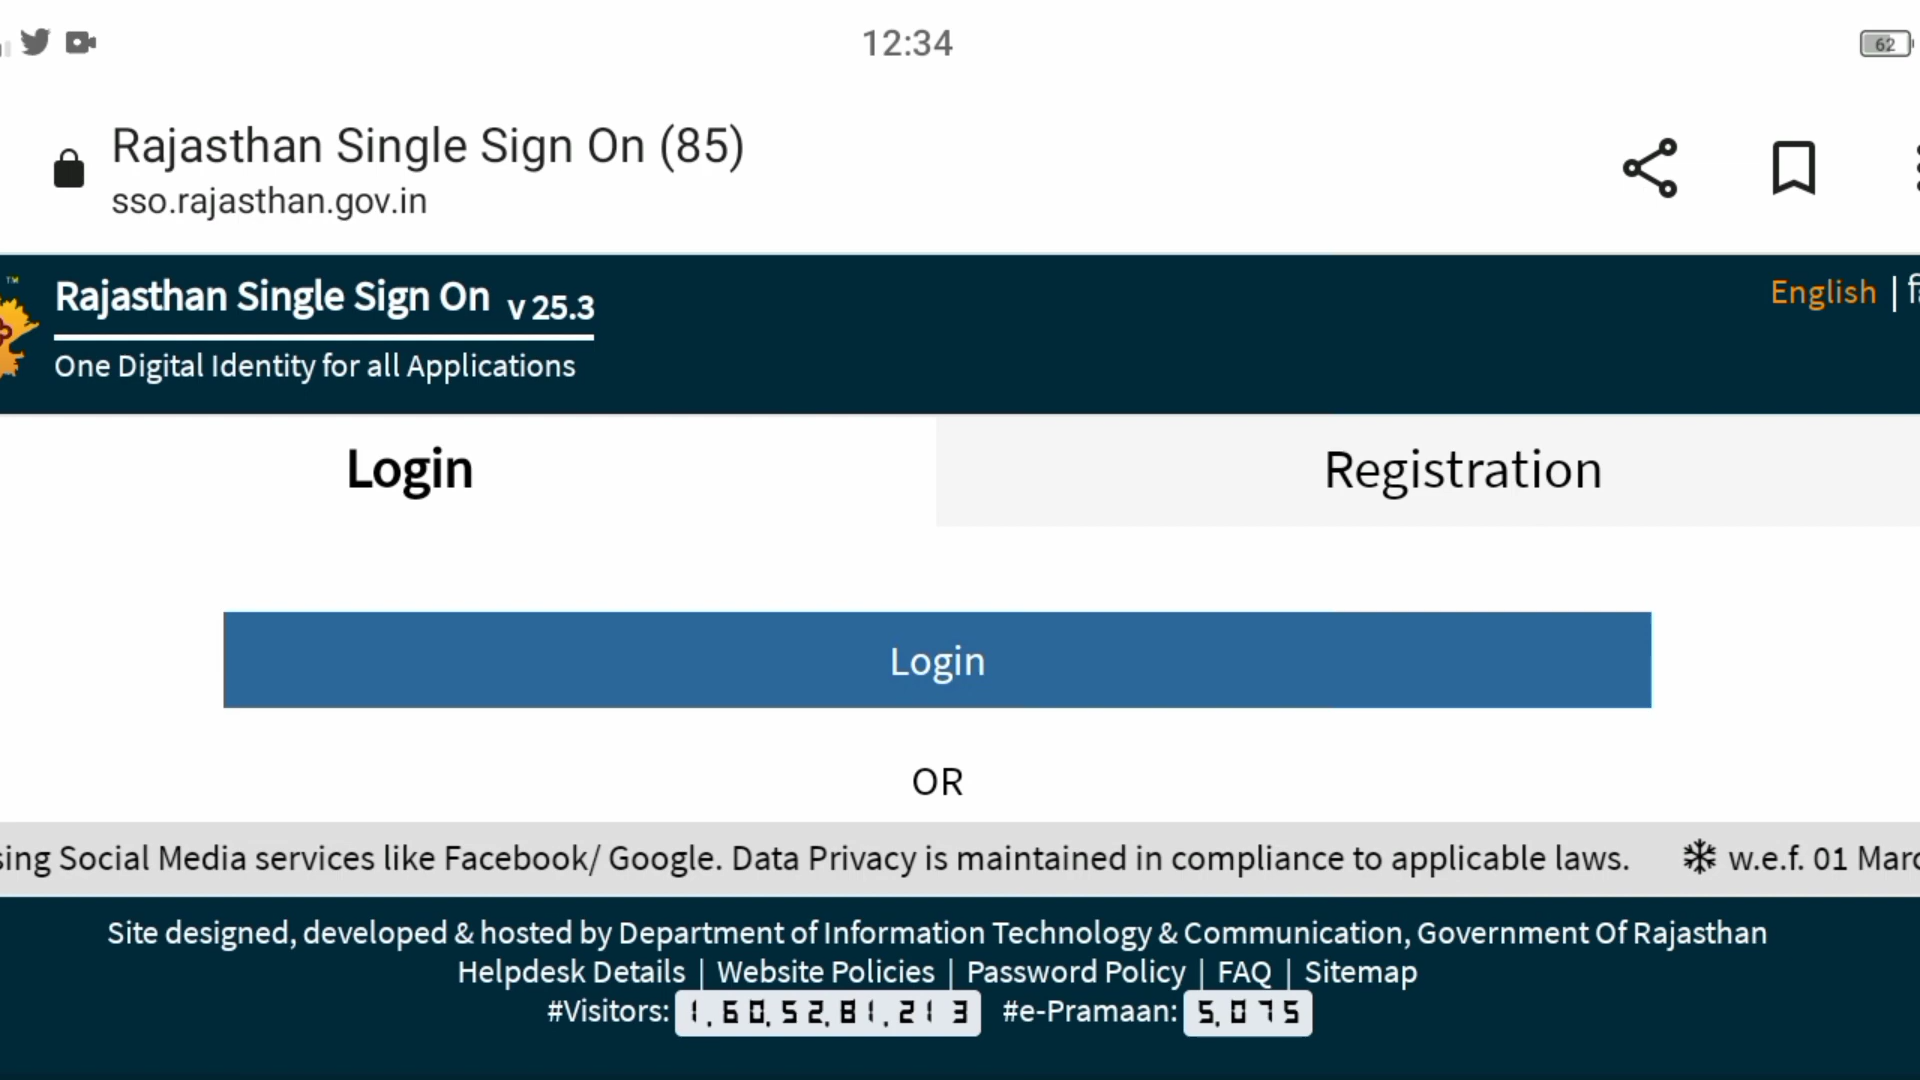 12:34
62
Rajasthan Single Sign On (85)
sso.rajasthan.gov.in
TM
Rajasthan Single Sign On v 25.3
English |
One Digital Identity for all Applications
Login
Registration
Login
OR
sing Social Media services like Facebook/ Google. Data Privacy is maintained in compliance to applicable laws. w.e.f. 01
Site designed, developed & hosted by Department of Information Technology & Communication, Government Of Rajasthan
Helpdesk Details | Website Policies | Password Policy | FAQ | Sitemap
#Visitors: 1,60,52,81,213 #e-Pramaan: 5,075